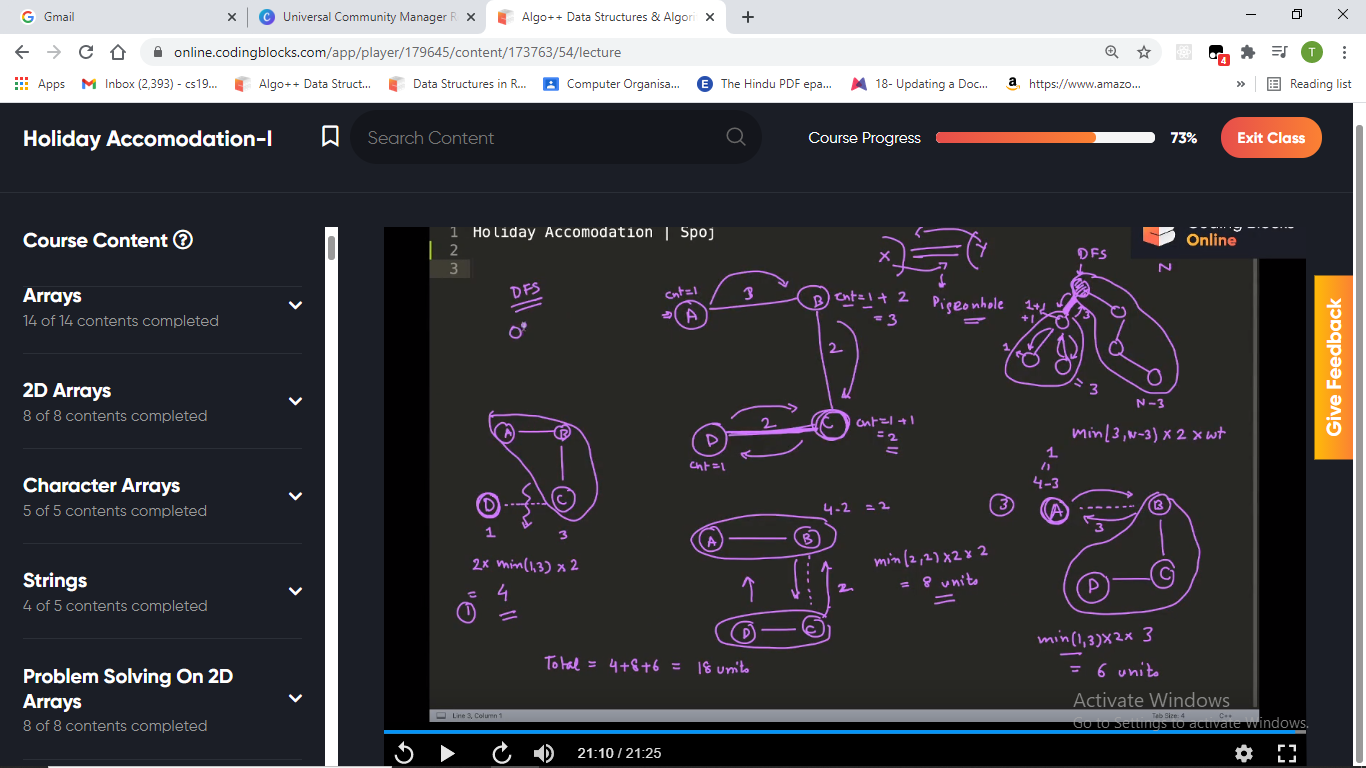 Gmail
Universal Community Manager R
Algo++ Data Structures & Algori
online.codingblocks.com/app/player/179645/content/173763/54/lecture
T
4
Apps
Inbox (2,393) - cs19...
Algo++ Data Struct...
Data Structures in R...
Computer Organisa...
The Hindu PDF epa...
18- Updating a Doc...
https://www.amazo...
»
Reading list
Holiday Accomodation-I
Search Content
Course Progress
73%
Exit Class
Course Content
Arrays
14 of 14 contents completed
2D Arrays
8 of 8 contents completed
Character Arrays
5 of 5 contents completed
Strings
4 of 5 contents completed
Problem Solving On 2D
Arrays
8 of 8 contents completed
Give Feedback
1 Holiday Accomodation | Spoj
2
3
Online
DFS
cnt=1
A
3
B
cnt=1+2
=3
X
Y
Pigeonhole
DFS
N
1+1
+1
3
1
= 3
N-3
min(3,N-3)x2xwt
2
D
cnt=1
2
C
cnt=1+1
=2
A
B
D
C
1
3
2x min(1,3)x2
= 4
1
4-2 =2
A
B
2
D
C
min(2,2)x2x2
= 8 units
1
4-3
3
A
B
3
D
C
min(1,3)x2x 3
= 6 units
Total = 4+8+6 = 18 units
Activate Windows
Go to Settings to activate Windows.
Line 3, Column 1
Tab Size: 4
C++
21:10 / 21:25